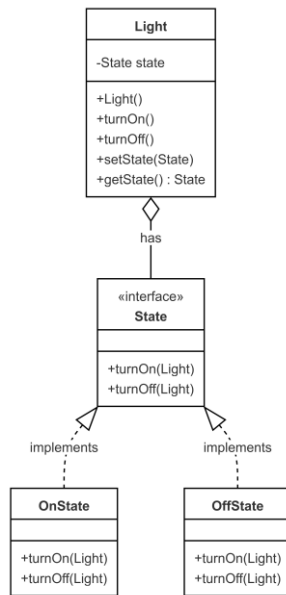 Light
-State state
+Light()
+turnOn()
+turnOff()
+setState(State)
+getState() : State
has
«interface»
State
+turnOn(Light)
+turnOff(Light)
implements
implements
OnState
+turnOn(Light)
+turnOff(Light)
OffState
+turnOn(Light)
+turnOff(Light)